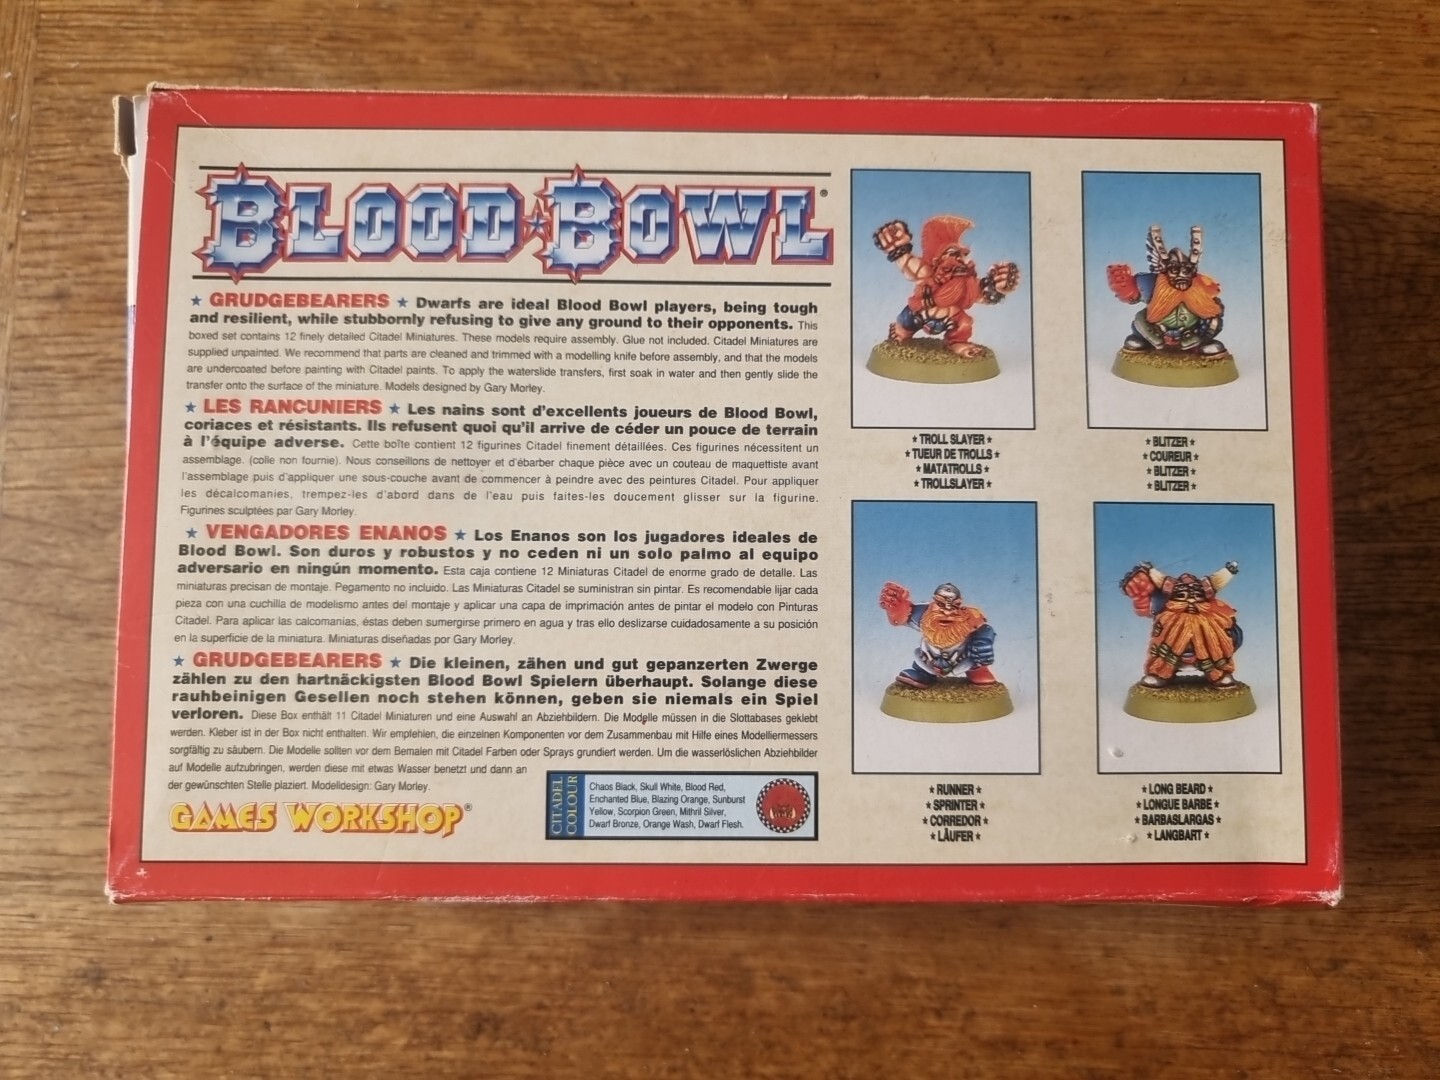 BLOOD★BOWL®
★ GRUDGEBEARERS ★ Dwarfs are ideal Blood Bowl players, being tough
and resilient, while stubbornly refusing to give any ground to their opponents. This
boxed set contains 12 finely detailed Citadel Miniatures. These models require assembly. Glue not included. Citadel Miniatures are
supplied unpainted. We recommend that parts are cleaned and trimmed with a modelling knife before assembly, and that the models
are undercoated before painting with Citadel paints. To apply the waterslide transfers, first soak in water and then gently slide the
transfer onto the surface of the miniature. Models designed by Gary Morley.
★ LES RANCUNIERS ★ Les nains sont d'excellents joueurs de Blood Bowl,
coriaces et résistants. Ils refusent quoi qu'il arrive de céder un pouce de terrain
à l'équipe adverse. Cette boîte contient 12 figurines Citadel finement détaillées. Ces figurines nécessitent un
assemblage. (colle non fournie). Nous conseillons de nettoyer et d'ébarber chaque pièce avec un couteau de maquettiste avant
l'assemblage puis d'appliquer une sous-couche avant de commencer à peindre avec des peintures Citadel. Pour appliquer
les décalcomanies, trempez-les d'abord dans de l'eau puis faites-les doucement glisser sur la figurine.
Figurines sculptées par Gary Morley.
★ VENGADORES ENANOS ★ Los Enanos son los jugadores ideales de
Blood Bowl. Son duros y robustos y no ceden ni un solo palmo al equipo
adversario en ningún momento. Esta caja contiene 12 Miniaturas Citadel de enorme grado de detalle. Las
miniaturas precisan de montaje. Pegamento no incluido. Las Miniaturas Citadel se suministran sin pintar. Es recomendable lijar cada
pieza con una cuchilla de modelismo antes del montaje y aplicar una capa de imprimación antes de pintar el modelo con Pinturas
Citadel. Para aplicar las calcomanías, éstas deben sumergirse primero en agua y tras ello deslizarse cuidadosamente a su posición
en la superficie de la miniatura. Miniaturas diseñadas por Gary Morley.
★ GRUDGEBEARERS ★ Die kleinen, zähen und gut gepanzerten Zwerge
zählen zu den hartnäckigsten Blood Bowl Spielern überhaupt. Solange diese
rauhbeinigen Gesellen noch stehen können, geben sie niemals ein Spiel
verloren. Diese Box enthält 11 Citadel Miniaturen und eine Auswahl an Abziehbildern. Die Modelle müssen in die Slottabases geklebt
werden. Kleber ist in der Box nicht enthalten. Wir empfehlen, die einzelnen Komponenten vor dem Zusammenbau mit Hilfe eines Modelliermessers
sorgfältig zu säubern. Die Modelle sollten vor dem Bemalen mit Citadel Farben oder Sprays grundiert werden. Um die wasserlöslichen Abziehbilder
auf Modelle aufzubringen, werden diese mit etwas Wasser benetzt und dann an
der gewünschten Stelle plaziert. Modelldesign: Gary Morley.
GAMES WORKSHOP®
CITADEL
COLOUR
Chaos Black, Skull White, Blood Red,
Enchanted Blue, Blazing Orange, Sunburst
Yellow, Scorpion Green, Mithril Silver,
Dwarf Bronze, Orange Wash, Dwarf Flesh.
★ TROLL SLAYER ★
★ TUEUR DE TROLLS ★
★ MATATROLLS ★
★ TROLLSLAYER ★
★ BLITZER ★
★ COUREUR ★
★ BLITZER ★
★ BLITZER ★
★ RUNNER ★
★ SPRINTER ★
★ CORREDOR ★
★ LÄUFER ★
★ LONG BEARD ★
★ LONGUE BARBE ★
★ BARBASLARGAS ★
★ LANGBART ★